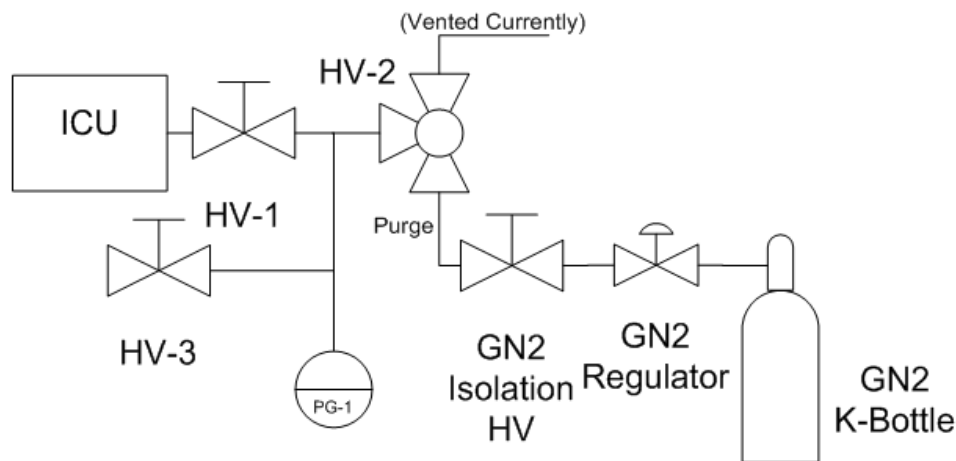 (Vented Currently)
HV-2
ICU
HV-1
Purge
HV-3
PG-1
GN2
Isolation
HV
GN2
Regulator
GN2
K-Bottle